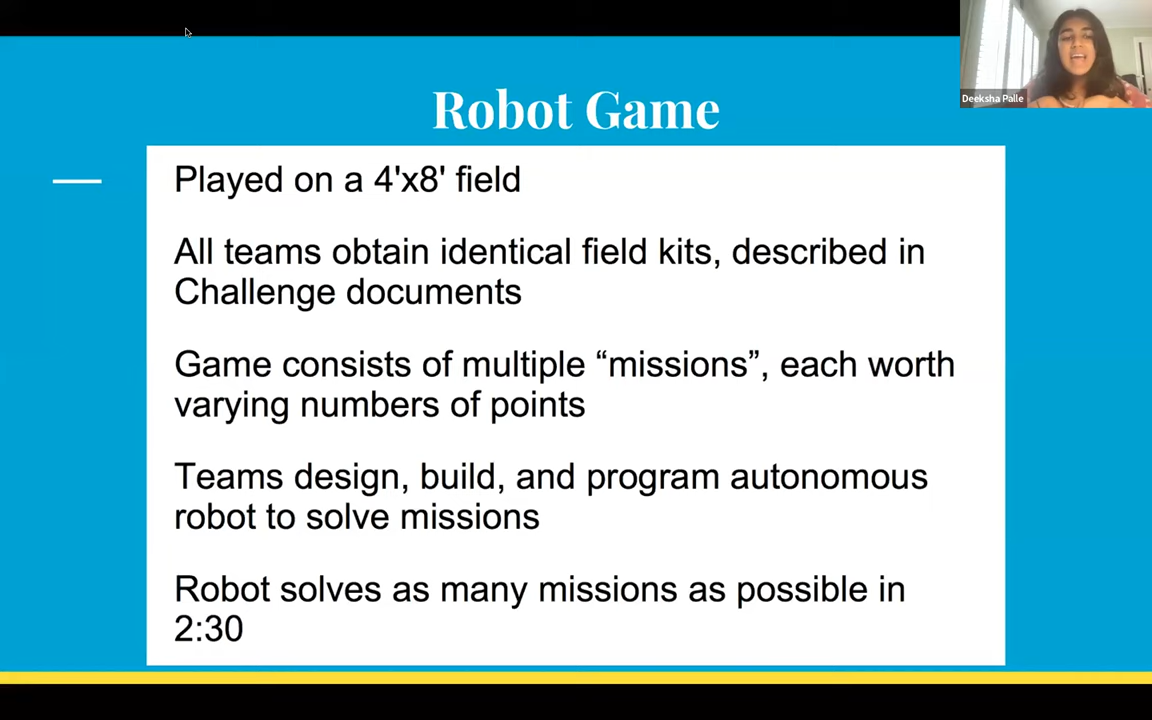 Robot Game
Deeksha Palle
Played on a 4'x8' field
All teams obtain identical field kits, described in
Challenge documents
Game consists of multiple “missions”, each worth
varying numbers of points
Teams design, build, and program autonomous
robot to solve missions
Robot solves as many missions as possible in
2:30